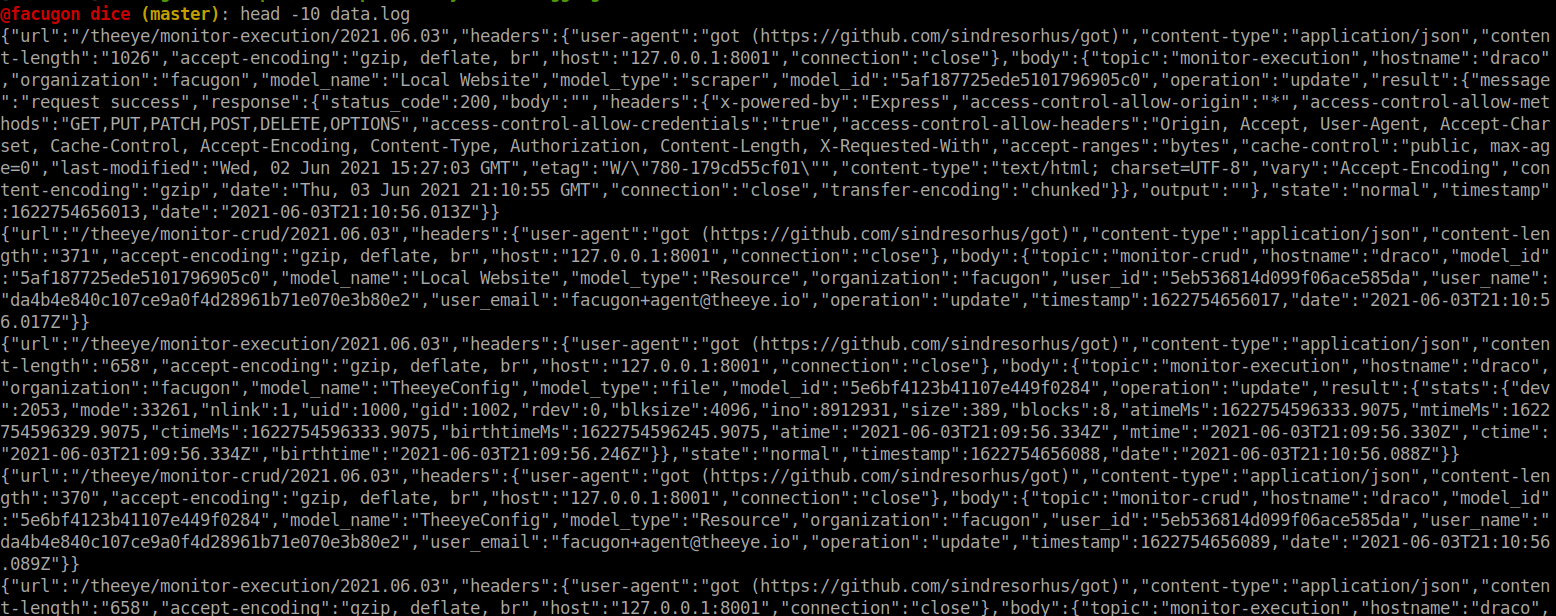 @facugon dice (master): head -10 data.log
{"url":"/theeye/monitor-execution/2021.06.03","headers":{"user-agent":"got (https://github.com/sindresorhus/got)","content-type":"application/json","conten
t-length":"1026","accept-encoding":"gzip, deflate, br","host":"127.0.0.1:8001","connection":"close"},"body":{"topic":"monitor-execution","hostname":"draco"
,"organization":"facugon","model_name":"Local Website","model_type":"scraper","model_id":"5af187725ede5101796905c0","operation":"update","result":{"message
":"request success","response":{"status_code":200,"body":"","headers":{"x-powered-by":"Express","access-control-allow-origin":"*","access-control-allow-met
hods":"GET,PUT,PATCH,POST,DELETE,OPTIONS","access-control-allow-credentials":"true","access-control-allow-headers":"Origin, Accept, User-Agent, Accept-Char
set, Cache-Control, Accept-Encoding, Content-Type, Authorization, Content-Length, X-Requested-With","accept-ranges":"bytes","cache-control":"public, max-ag
e=0","last-modified":"Wed, 02 Jun 2021 15:27:03 GMT","etag":"W/\"780-179cd55cf01\"","content-type":"text/html; charset=UTF-8","vary":"Accept-Encoding","con
tent-encoding":"gzip","date":"Thu, 03 Jun 2021 21:10:55 GMT","connection":"close","transfer-encoding":"chunked"}},"output":""},"state":"normal","timestamp"
:1622754656013,"date":"2021-06-03T21:10:56.013Z"}}
{"url":"/theeye/monitor-crud/2021.06.03","headers":{"user-agent":"got (https://github.com/sindresorhus/got)","content-type":"application/json","content-len
gth":"371","accept-encoding":"gzip, deflate, br","host":"127.0.0.1:8001","connection":"close"},"body":{"topic":"monitor-crud","hostname":"draco","model_id"
:"5af187725ede5101796905c0","model_name":"Local Website","model_type":"Resource","organization":"facugon","user_id":"5eb536814d099f06ace585da","user_name":
"da4b4e840c107ce9a0f4d28961b71e070e3b80e2","user_email":"facugon+agent@theeye.io","operation":"update","timestamp":1622754656017,"date":"2021-06-03T21:10:5
6.017Z"}}
{"url":"/theeye/monitor-execution/2021.06.03","headers":{"user-agent":"got (https://github.com/sindresorhus/got)","content-type":"application/json","conten
t-length":"658","accept-encoding":"gzip, deflate, br","host":"127.0.0.1:8001","connection":"close"},"body":{"topic":"monitor-execution","hostname":"draco",
"organization":"facugon","model_name":"TheeyeConfig","model_type":"file","model_id":"5e6bf4123b41107e449f0284","operation":"update","result":{"stats":{"dev
":2053,"mode":33261,"nlink":1,"uid":1000,"gid":1002,"rdev":0,"blksize":4096,"ino":8912931,"size":389,"blocks":8,"atimeMs":1622754596333.9075,"mtimeMs":1622
754596329.9075,"ctimeMs":1622754596333.9075,"birthtimeMs":1622754596245.9075,"atime":"2021-06-03T21:09:56.334Z","mtime":"2021-06-03T21:09:56.330Z","ctime":
"2021-06-03T21:09:56.334Z","birthtime":"2021-06-03T21:09:56.246Z"}},"state":"normal","timestamp":1622754656088,"date":"2021-06-03T21:10:56.088Z"}}
{"url":"/theeye/monitor-crud/2021.06.03","headers":{"user-agent":"got (https://github.com/sindresorhus/got)","content-type":"application/json","content-len
gth":"370","accept-encoding":"gzip, deflate, br","host":"127.0.0.1:8001","connection":"close"},"body":{"topic":"monitor-crud","hostname":"draco","model_id"
:"5e6bf4123b41107e449f0284","model_name":"TheeyeConfig","model_type":"Resource","organization":"facugon","user_id":"5eb536814d099f06ace585da","user_name":"
da4b4e840c107ce9a0f4d28961b71e070e3b80e2","user_email":"facugon+agent@theeye.io","operation":"update","timestamp":1622754656089,"date":"2021-06-03T21:10:56
.089Z"}}
{"url":"/theeye/monitor-execution/2021.06.03","headers":{"user-agent":"got (https://github.com/sindresorhus/got)","content-type":"application/json","conten
t-length":"658","accept-encoding":"gzip, deflate, br","host":"127.0.0.1:8001","connection":"close"},"body":{"topic":"monitor-execution","hostname":"draco",